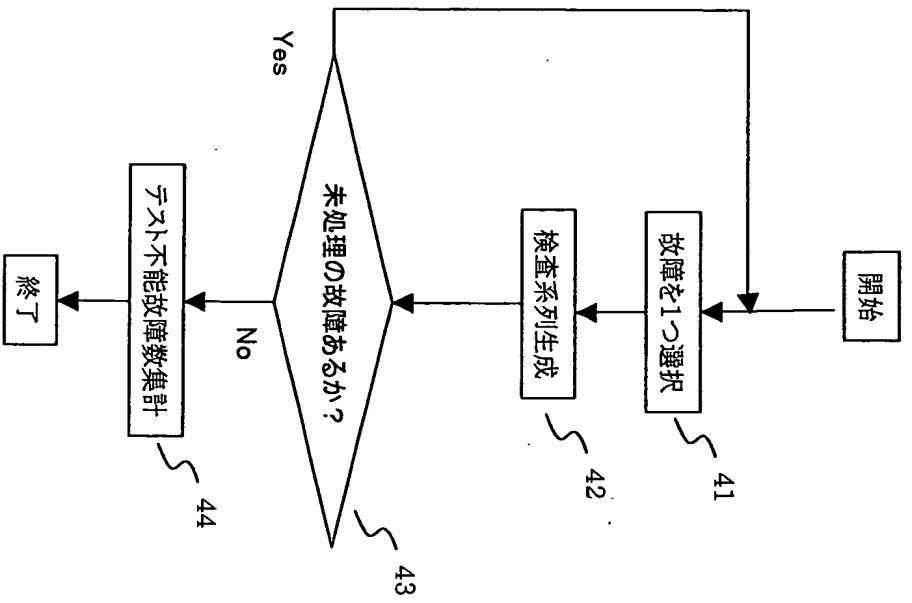 開始
故障を1つ選択
41
検査系列生成
42
未処理の故障あるか？
43
Yes
No
テスト不能故障数集計
44
終了